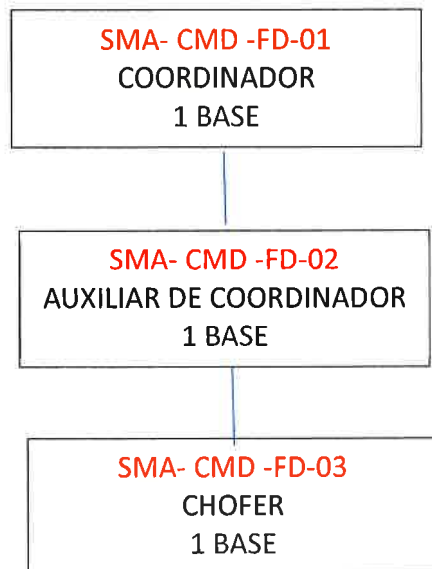 SMA- CMD -FD-01
COORDINADOR
1 BASE
SMA- CMD -FD-02
AUXILIAR DE COORDINADOR
1 BASE
SMA- CMD -FD-03
CHOFER
1 BASE